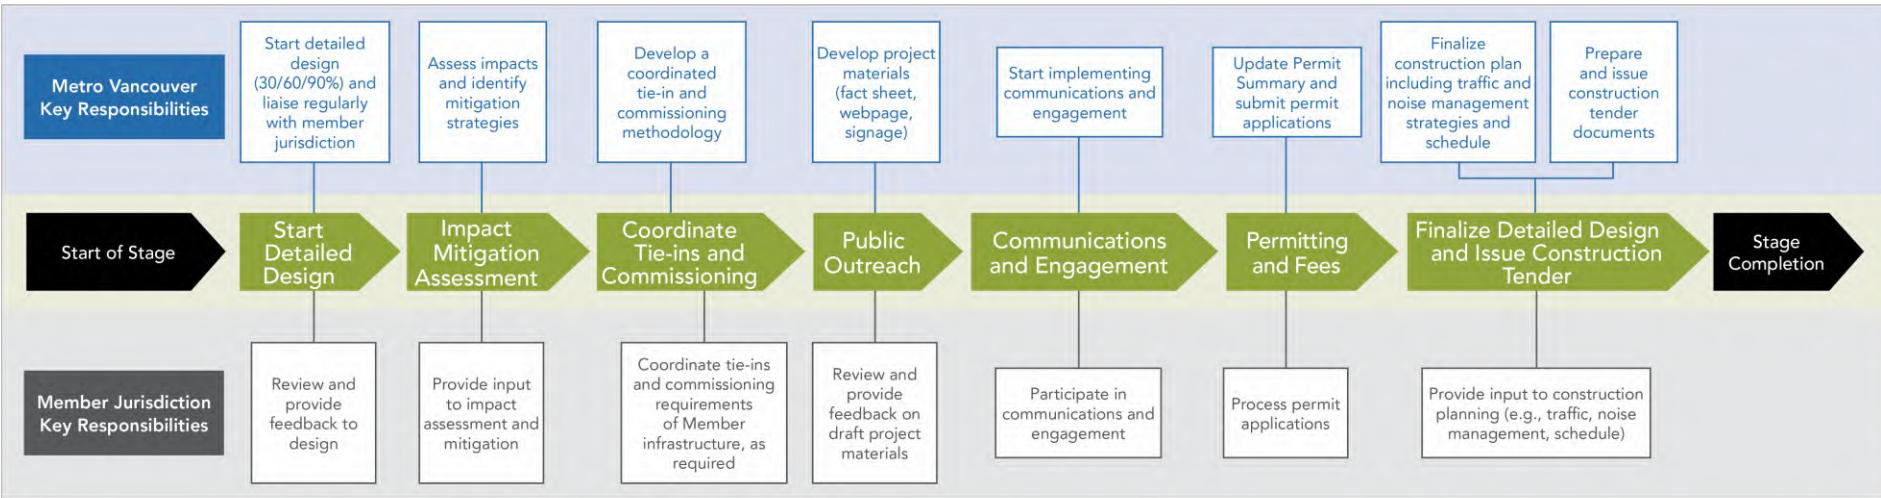 Metro Vancouver
Key Responsibilities
Start detailed
design
(30/60/90%) and
liaise regularly
with member
jurisdiction
Assess impacts
and identify
mitigation
strategies
Develop a
coordinated
tie-in and
commissioning
methodology
Develop project
materials
(fact sheet,
webpage,
signage)
Start implementing
communications and
engagement
Update Permit
Summary and
submit permit
applications
Finalize
construction plan
including traffic and
noise management
strategies and
schedule
Prepare
and issue
construction
tender
documents
Start of Stage
Start
Detailed
Design
Impact
Mitigation
Assessment
Coordinate
Tie-ins and
Commissioning
Public
Outreach
Communications
and Engagement
Permitting
and Fees
Finalize Detailed Design
and Issue Construction
Tender
Stage
Completion
Member Jurisdiction
Key Responsibilities
Review and
provide
feedback to
design
Provide input
to impact
assessment and
mitigation
Coordinate tie-ins
and commissioning
requirements
of Member
infrastructure, as
required
Review and
provide
feedback on
draft project
materials
Participate in
communications and
engagement
Process permit
applications
Provide input to construction
planning (e.g., traffic, noise
management, schedule)